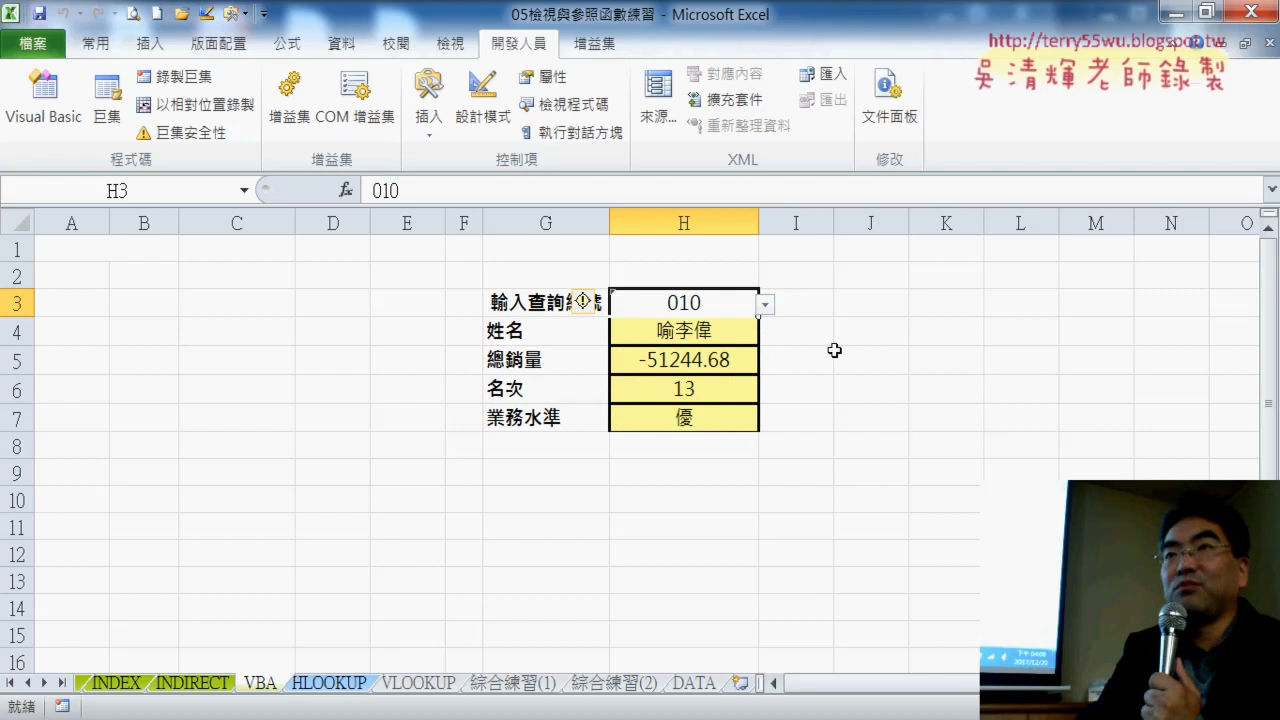 05檢視與參照函數練習 - Microsoft Excel
檔案 常用 插入 版面配置 公式 資料 校閱 檢視 開發人員 增益集
http://terry55wu.blogspot.tw
吳清輝老師錄製
Visual Basic 巨集 錄製巨集 以相對位置錄製 巨集安全性
程式碼
增益集 COM 增益集
增益集
插入 設計模式 屬性 檢視程式碼 執行對話方塊
控制項
來源... 對應內容 擴充套件 重新整理資料 匯入 匯出
XML
文件面板
修改
H3 fx 010
A B C D E F G H I J K L M N O
1
2
3 輸入查詢 010
4 姓名 喻李偉
5 總銷量 -51244.68
6 名次 13
7 業務水準 優
8
9
10
11
12
13
14
15
16
INDEX INDIRECT VBA HLOOKUP VLOOKUP 綜合練習(1) 綜合練習(2) DATA
就緒
下午 04:06
2017/12/20